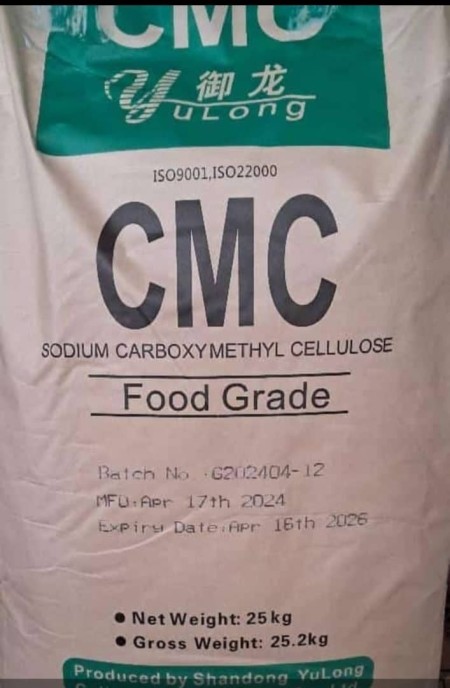 CMC
御龙
YuLong
ISO9001,ISO22000
CMC
SODIUM CARBOXYMETHYL CELLULOSE
Food Grade
Batch No.:G202404-12
MFD:Apr 17th 2024
Expiry Date:Apr 16th 2026
● Net Weight: 25kg
● Gross Weight: 25.2kg
Produced by Shandong YuLong
Ltd